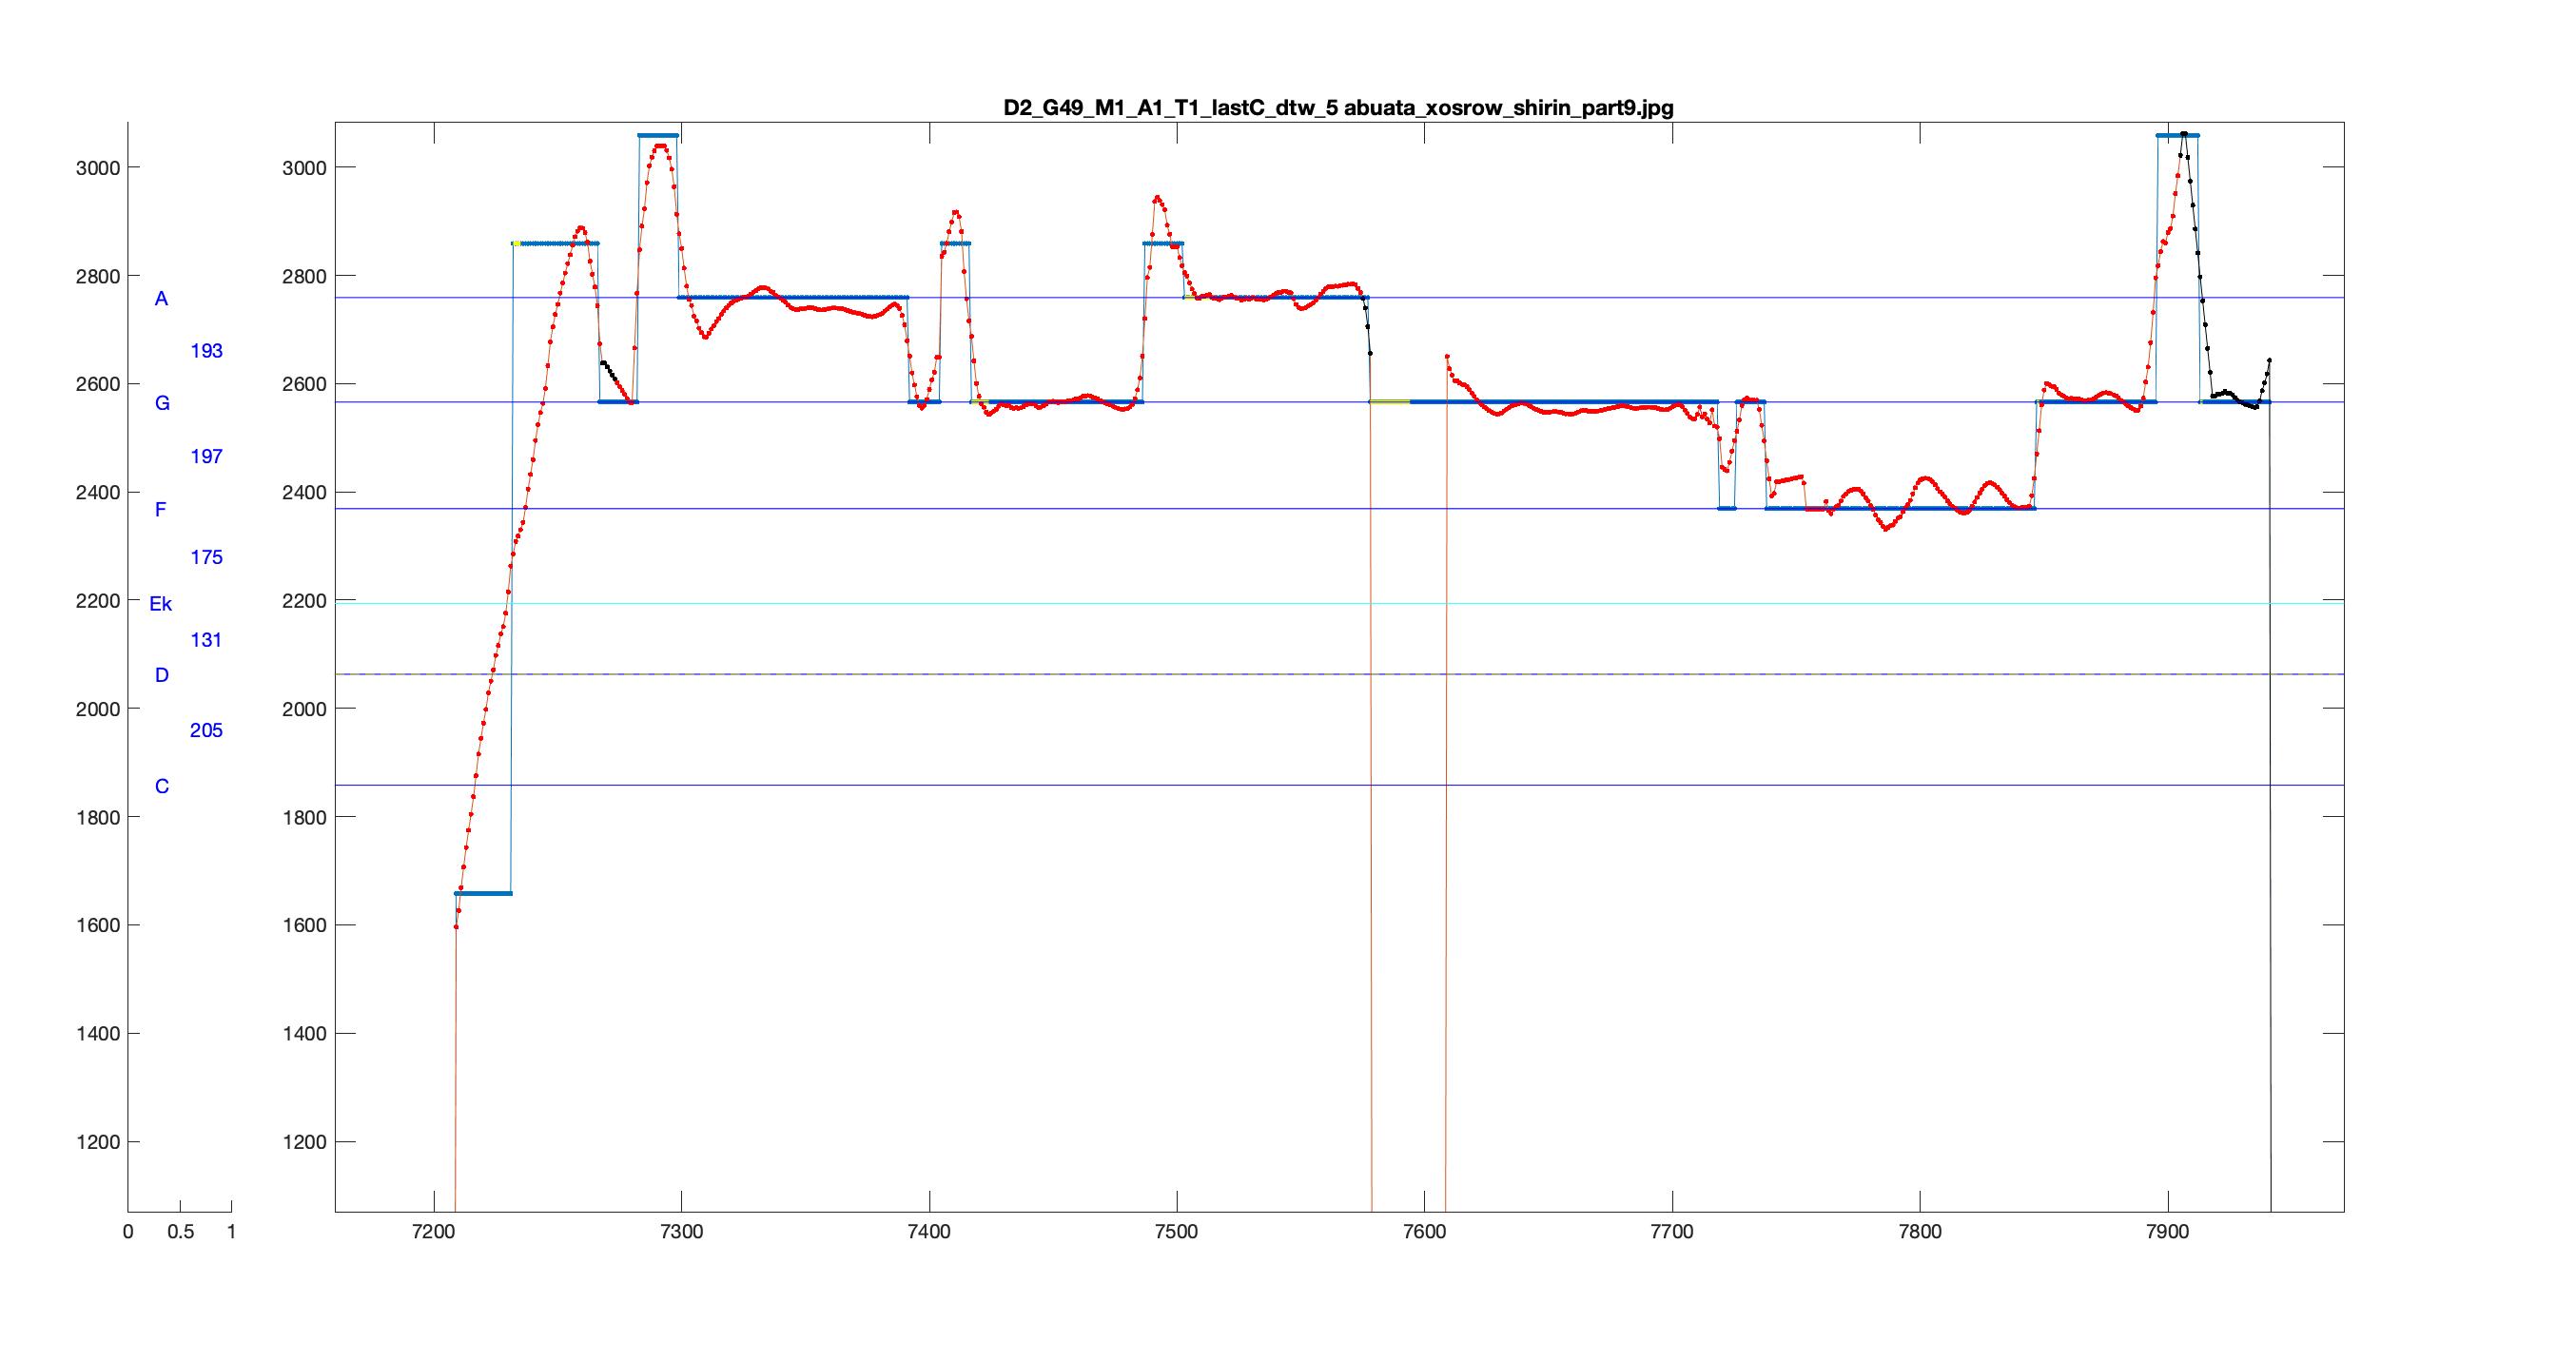 D2_G49_M1_A1_T1_lastC_dtw_5 abuata_xosrow_shirin_part9.jpg
3000 3000
2800 2800
A
193
2600 2600
G
197
2400 2400
F
175
2200 Ek 2200
131
D
2000 2000
205
C
1800 1800
1600 1600
1400 1400
1200 1200
0 0.5 1 7200 7300 7400 7500 7600 7700 7800 7900